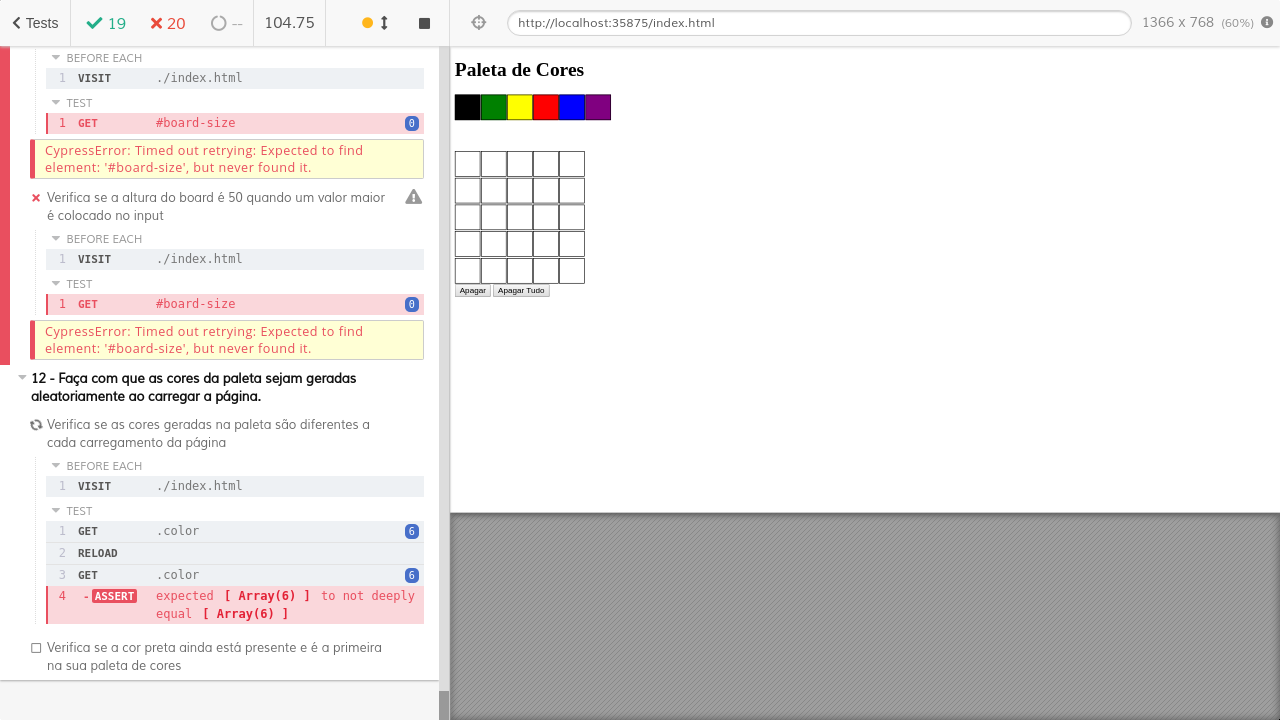 Tests 19 20 -- 104.75 http://localhost:35875/index.html 1366 x 768 (60%)
BEFORE EACH
1 VISIT ./index.html
TEST
1 GET #board-size 0
CypressError: Timed out retrying: Expected to find
element: '#board-size', but never found it.
Verifica se a altura do board é 50 quando um valor maior
é colocado no input
BEFORE EACH
1 VISIT ./index.html
TEST
1 GET #board-size 0
CypressError: Timed out retrying: Expected to find
element: '#board-size', but never found it.
12 - Faça com que as cores da paleta sejam geradas
aleatoriamente ao carregar a página.
Verifica se as cores geradas na paleta são diferentes a
cada carregamento da página
BEFORE EACH
1 VISIT ./index.html
TEST
1 GET .color 6
2 RELOAD
3 GET .color 6
4 -ASSERT expected [ Array(6) ] to not deeply
equal [ Array(6) ]
Verifica se a cor preta ainda está presente e é a primeira
na sua paleta de cores
Paleta de Cores
Apagar Apagar Tudo